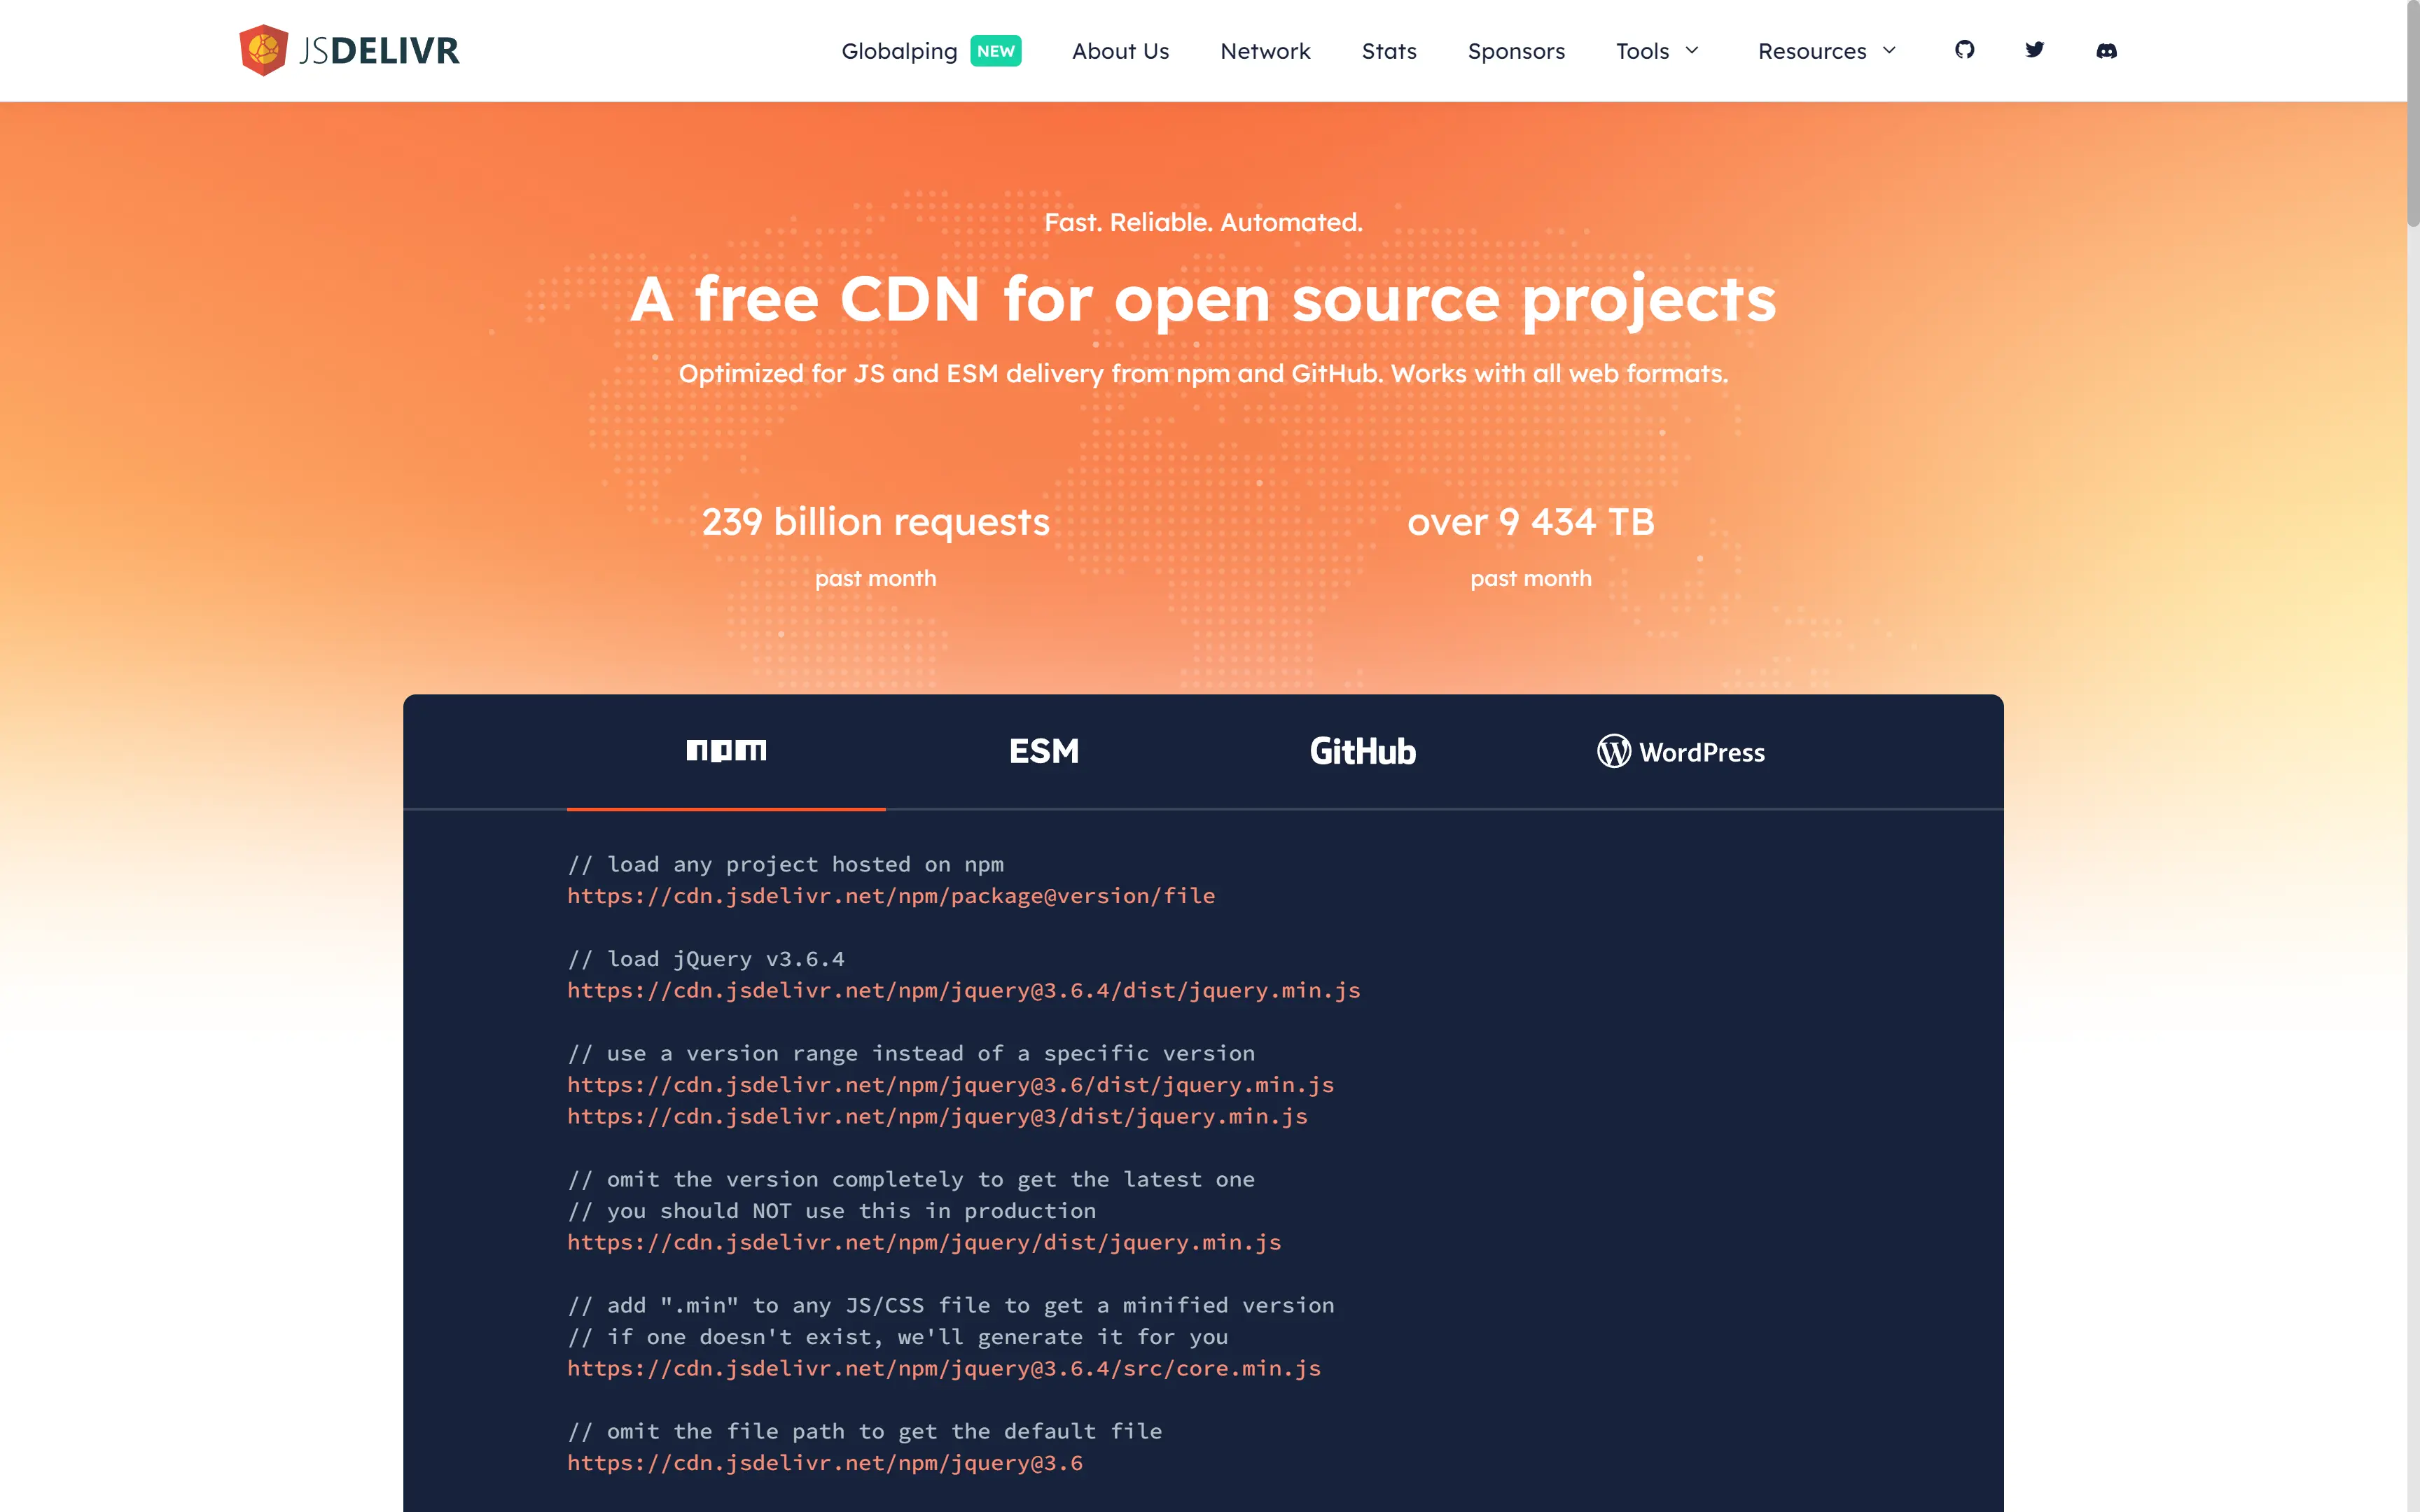 JSDELIVR
Globalping NEW About Us Network Stats Sponsors Tools Resources
Fast. Reliable. Automated.
A free CDN for open source projects
Optimized for JS and ESM delivery from npm and GitHub. Works with all web formats.
239 billion requests over 9 434 TB
past month past month
npm ESM GitHub WordPress
// load any project hosted on npm
https://cdn.jsdelivr.net/npm/package@version/file
// load jQuery v3.6.4
https://cdn.jsdelivr.net/npm/jquery@3.6.4/dist/jquery.min.js
// use a version range instead of a specific version
https://cdn.jsdelivr.net/npm/jquery@3.6/dist/jquery.min.js
https://cdn.jsdelivr.net/npm/jquery@3/dist/jquery.min.js
// omit the version completely to get the latest one
// you should NOT use this in production
https://cdn.jsdelivr.net/npm/jquery/dist/jquery.min.js
// add ".min" to any JS/CSS file to get a minified version
// if one doesn't exist, we'll generate it for you
https://cdn.jsdelivr.net/npm/jquery@3.6.4/src/core.min.js
// omit the file path to get the default file
https://cdn.jsdelivr.net/npm/jquery@3.6